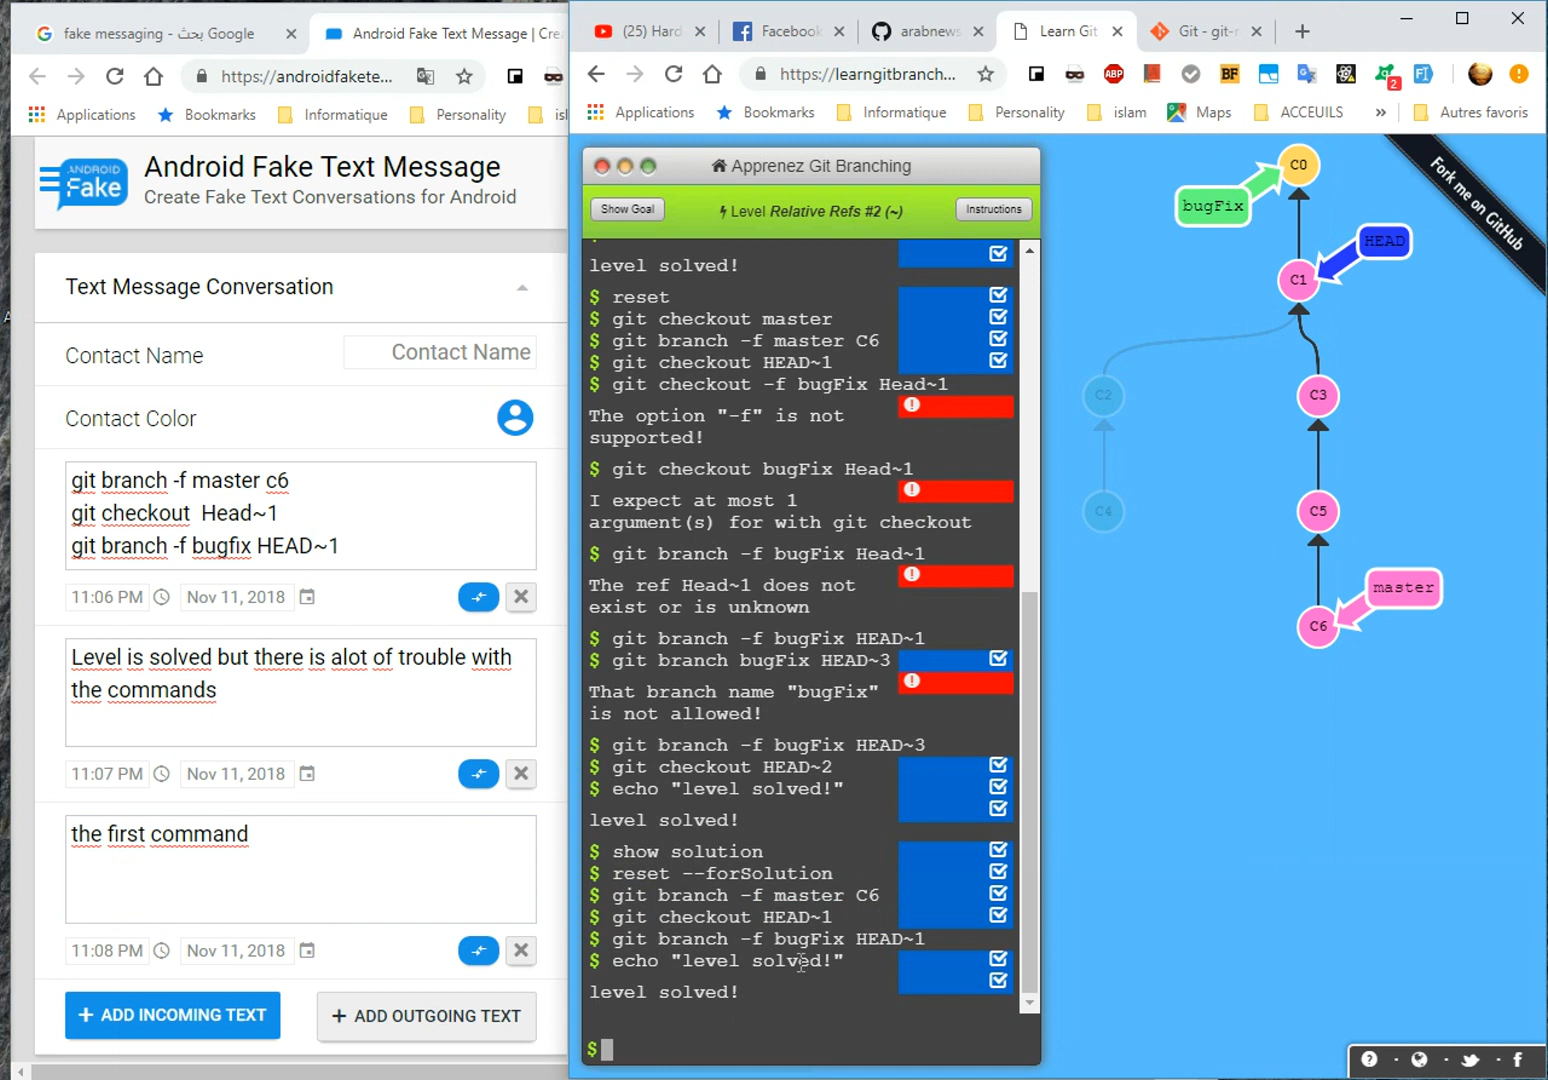 fake messaging - بحث Google
Android Fake Text Message | Cre
https://androidfakete...
Applications
Bookmarks
Informatique
Personality
isl
ANDROID
Fake
Android Fake Text Message
Create Fake Text Conversations for Android
Text Message Conversation
Contact Name
Contact Name
Contact Color
git branch -f master c6
git checkout  Head~1
git branch -f bugfix HEAD~1
11:06 PM
Nov 11, 2018
Level is solved but there is alot of trouble with
the commands
11:07 PM
Nov 11, 2018
the first command
11:08 PM
Nov 11, 2018
+ ADD INCOMING TEXT
+ ADD OUTGOING TEXT
(25) Hard
Facebook
arabnews
Learn Git
Git - git-r
https://learngitbranch...
ABP
BF
2
Applications
Bookmarks
Informatique
Personality
islam
Maps
ACCEUILS
»
Autres favoris
Apprenez Git Branching
Show Goal
Level Relative Refs #2 (~)
Instructions
level solved!
$ reset
$ git checkout master
$ git branch -f master C6
$ git checkout HEAD~1
$ git checkout -f bugFix Head~1
The option "-f" is not
supported!
$ git checkout bugFix Head~1
I expect at most 1
argument(s) for with git checkout
$ git branch -f bugFix Head~1
The ref Head~1 does not
exist or is unknown
$ git branch -f bugFix HEAD~1
$ git branch bugFix HEAD~3
That branch name "bugFix"
is not allowed!
$ git branch -f bugFix HEAD~3
$ git checkout HEAD~2
$ echo "level solved!"
level solved!
$ show solution
$ reset --forSolution
$ git branch -f master C6
$ git checkout HEAD~1
$ git branch -f bugFix HEAD~1
$ echo "level solved!"
level solved!
$
C0
bugFix
HEAD
C1
C2
C3
C4
C5
master
C6
Fork me on GitHub